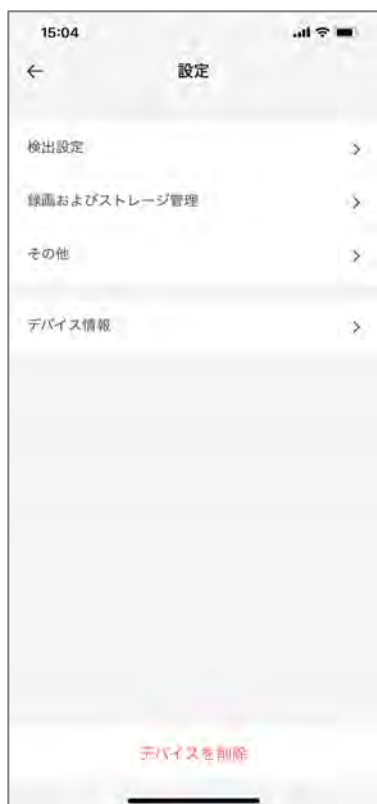 15:04
設定
検出設定
録画およびストレージ管理
その他
デバイス情報
デバイスを削除